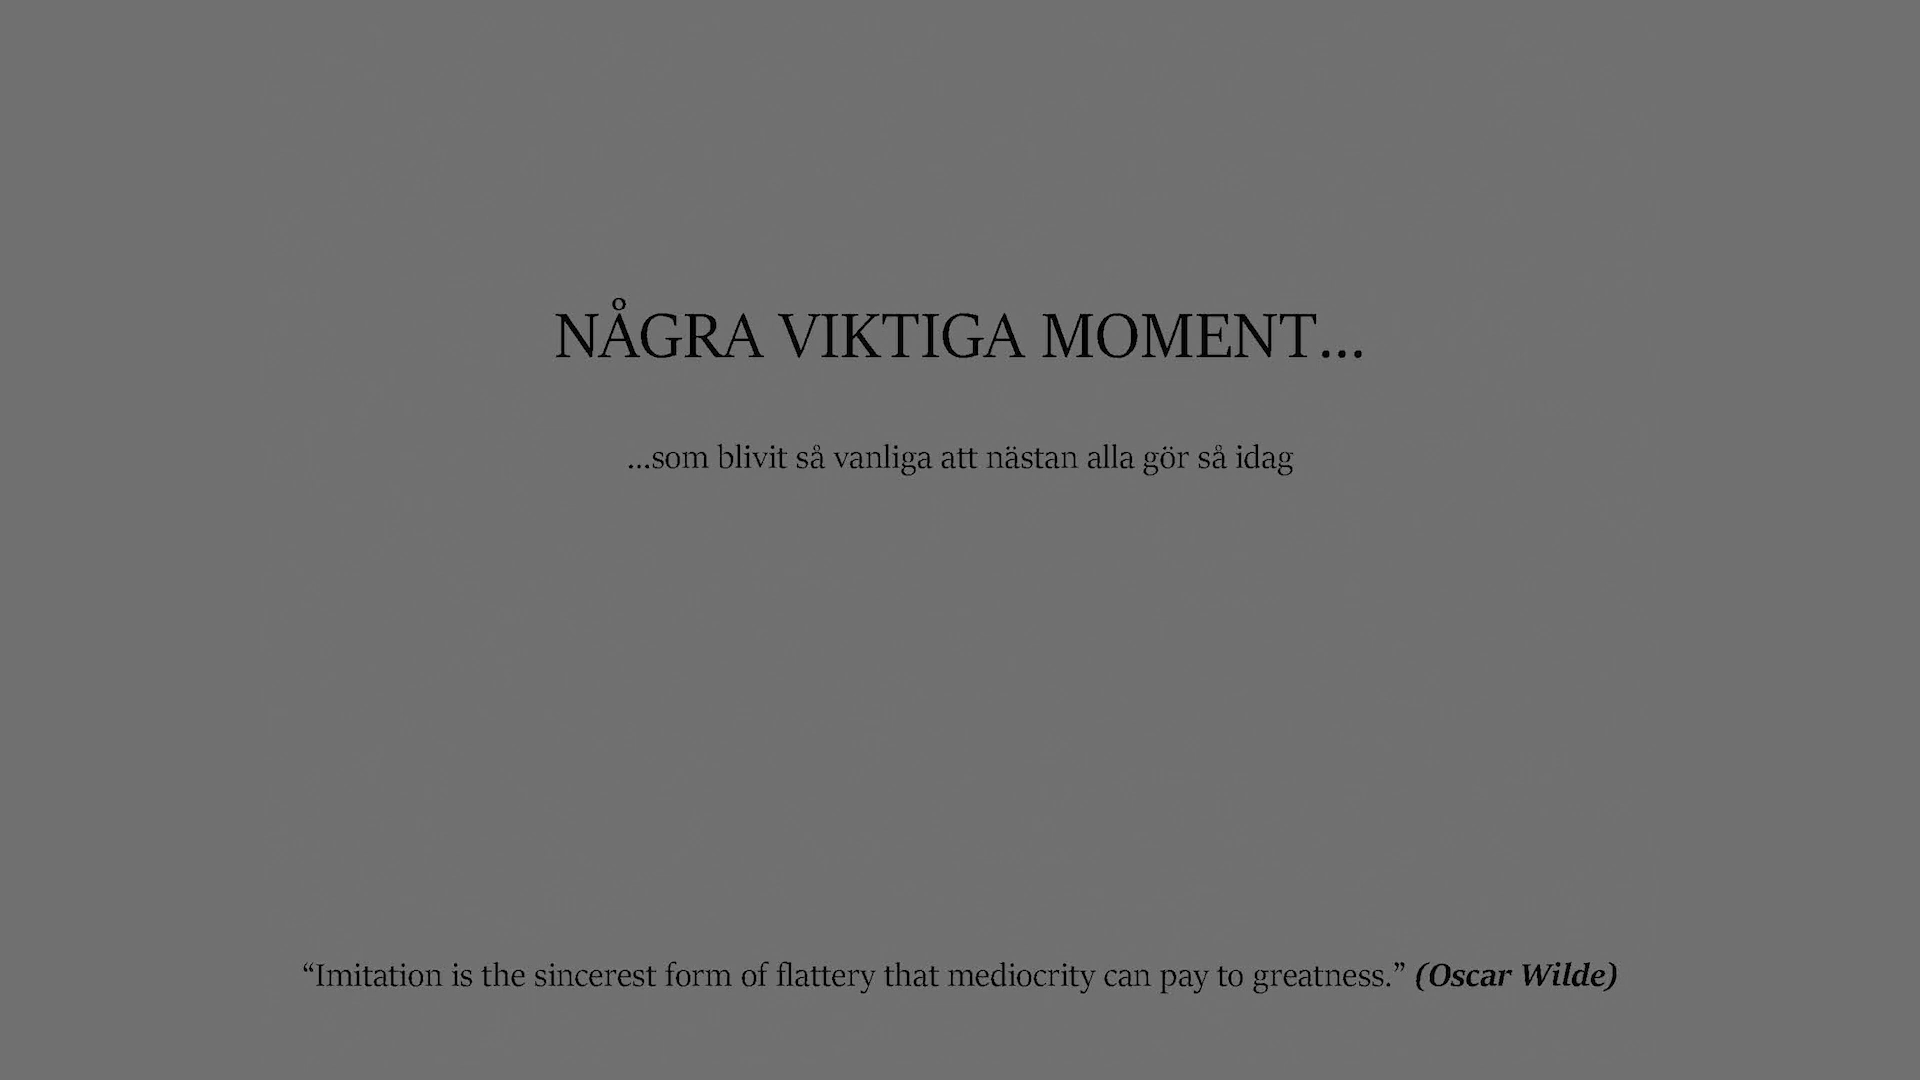 NÅGRA VIKTIGA MOMENT…
…som blivit så vanliga att nästan alla gör så idag
“Imitation is the sincerest form of flattery that mediocrity can pay to greatness.” (Oscar Wilde)